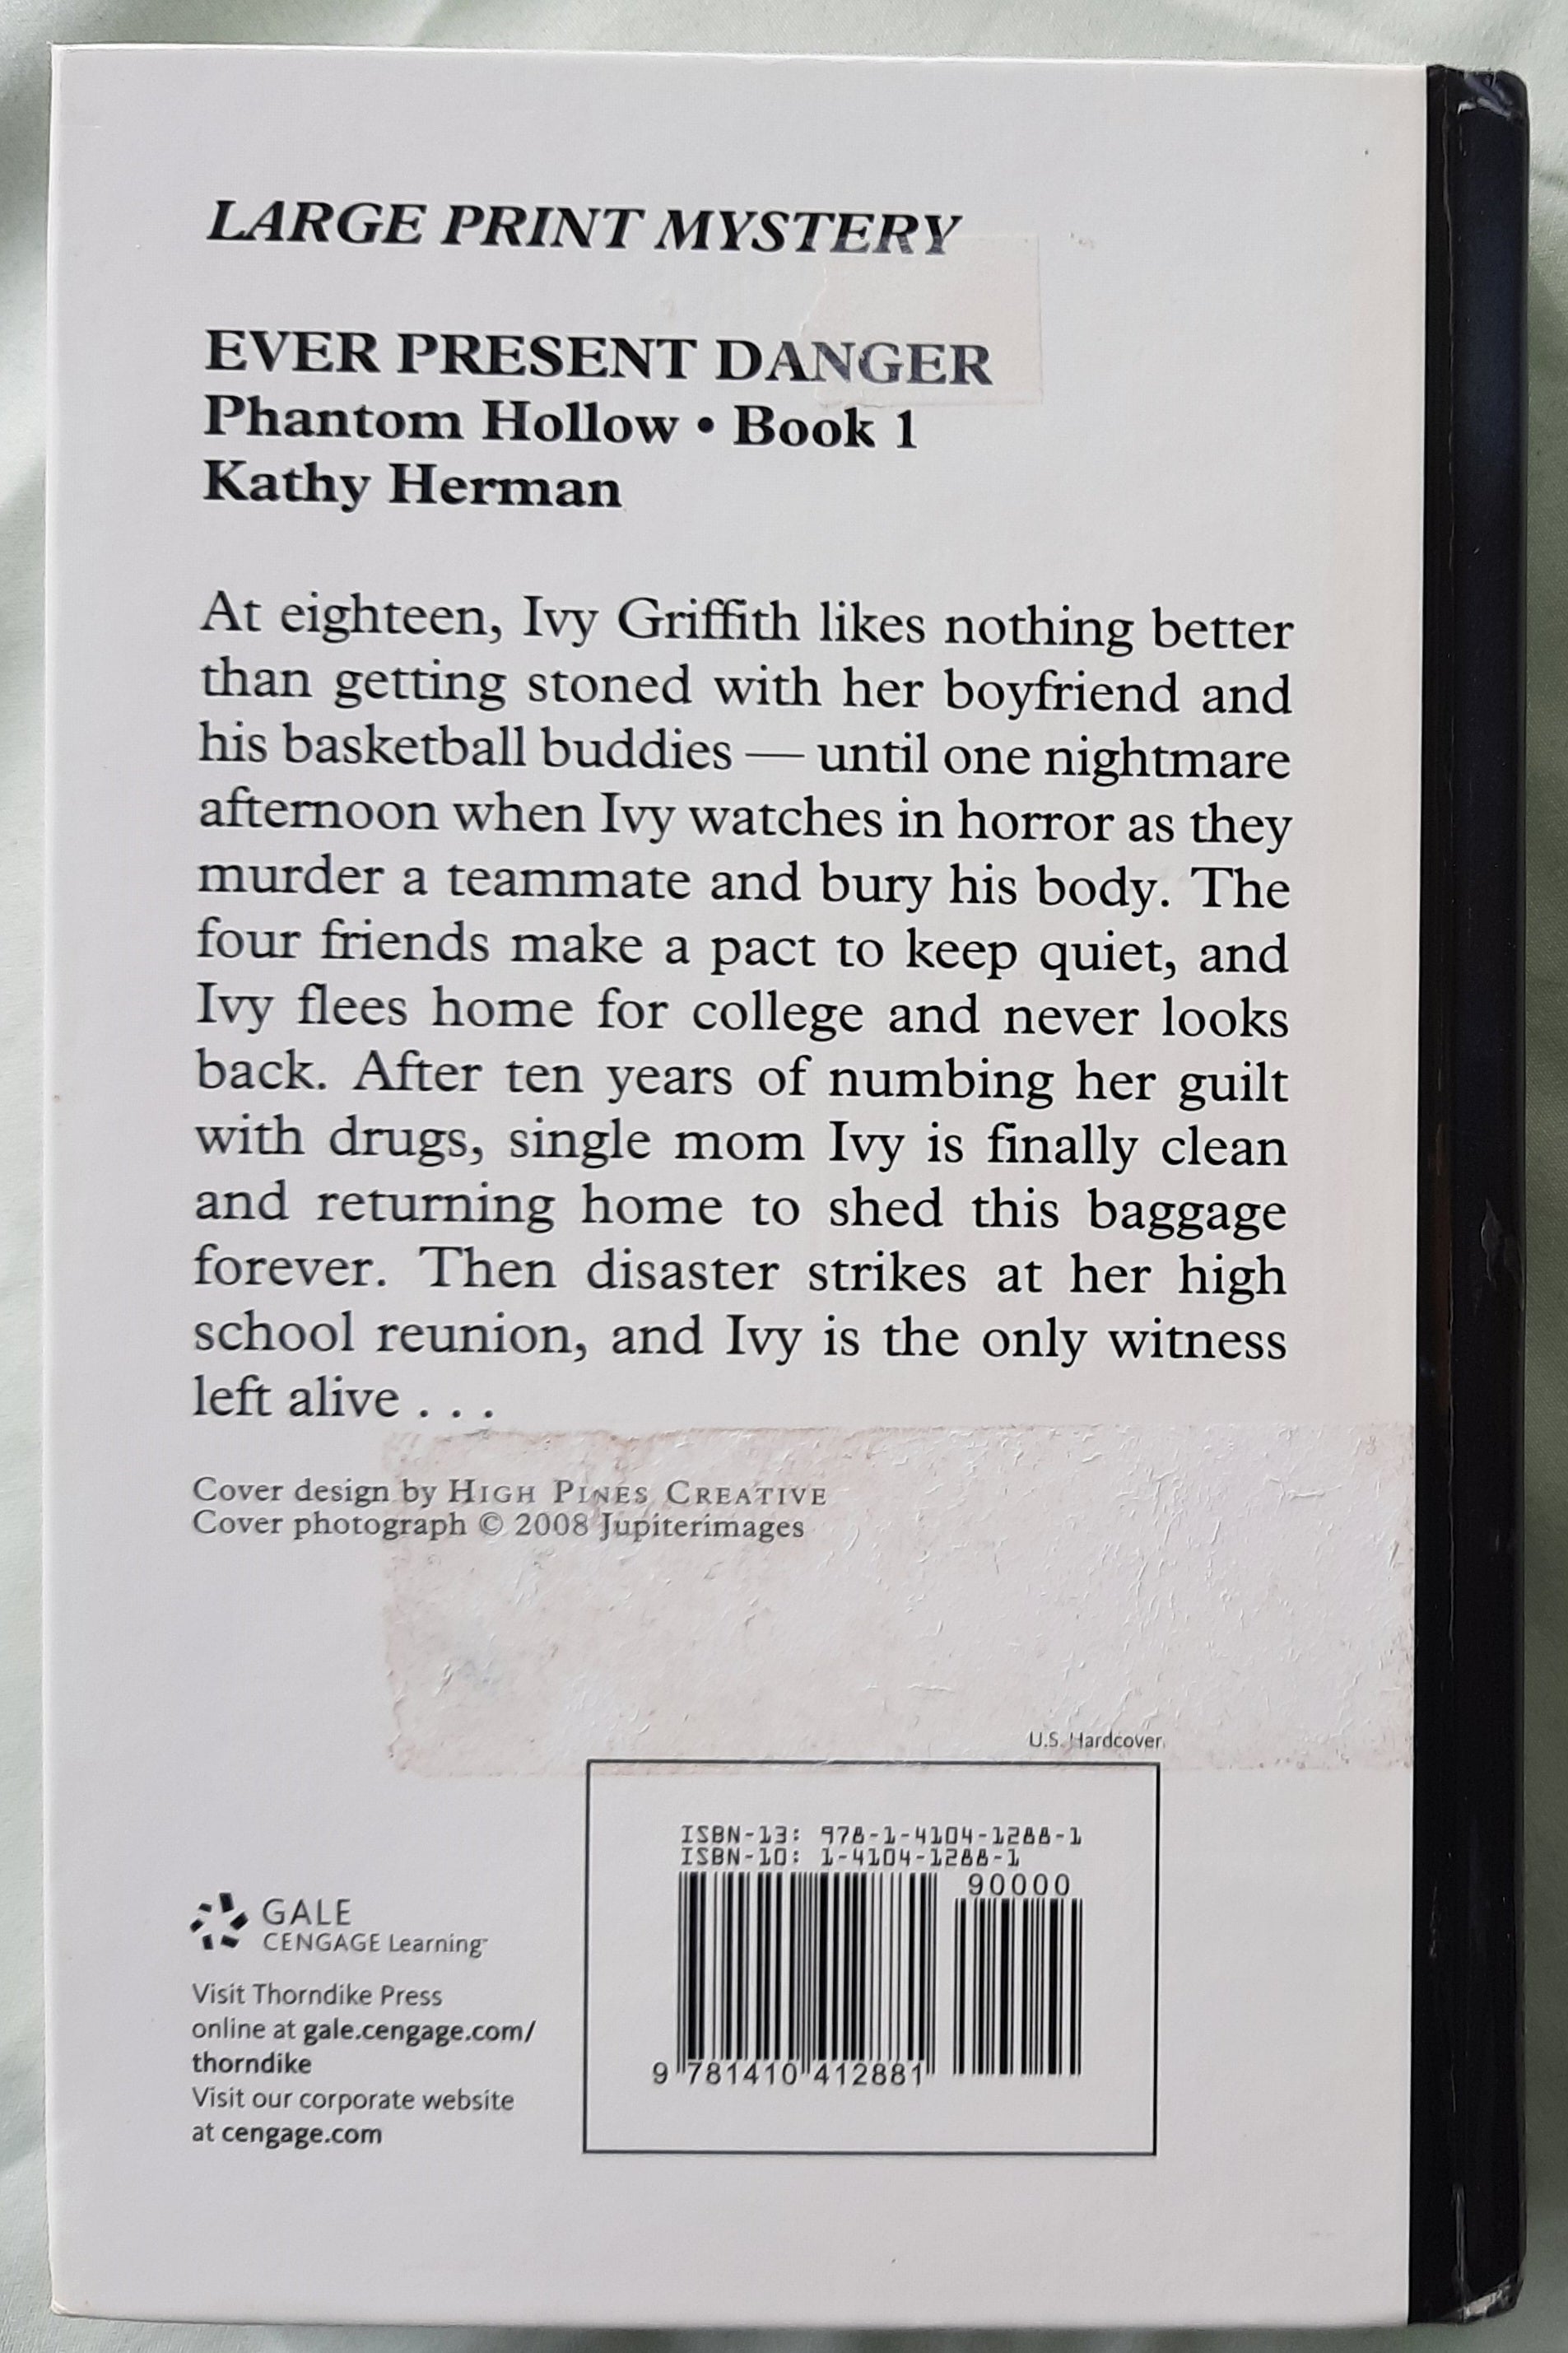 LARGE PRINT MYSTERY
EVER PRESENT DANGER
Phantom Hollow • Book 1
Kathy Herman
At eighteen, Ivy Griffith likes nothing better
than getting stoned with her boyfriend and
his basketball buddies — until one nightmare
afternoon when Ivy watches in horror as they
murder a teammate and bury his body. The
four friends make a pact to keep quiet, and
Ivy flees home for college and never looks
back. After ten years of numbing her guilt
with drugs, single mom Ivy is finally clean
and returning home to shed this baggage
forever. Then disaster strikes at her high
school reunion, and Ivy is the only witness
left alive . . .
Cover design by HIGH PINES CREATIVE
Cover photograph © 2008 Jupiterimages
U.S. Hardcover
ISBN-13: 978-1-4104-1288-1
ISBN-10: 1-4104-1288-1
90000
9 781410 412881
GALE
CENGAGE Learning™
Visit Thorndike Press
online at gale.cengage.com/
thorndike
Visit our corporate website
at cengage.com